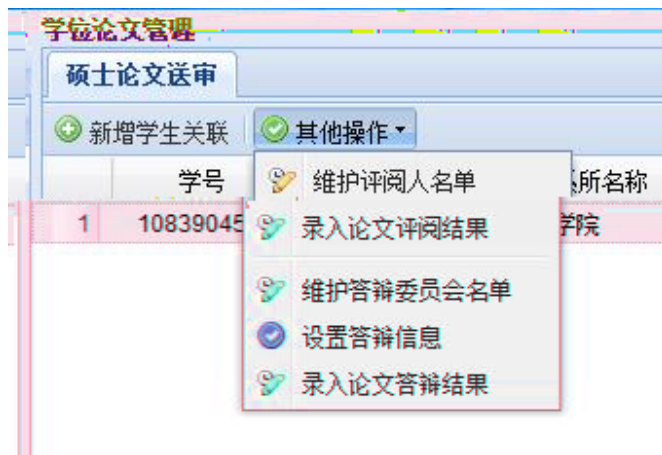 学位论文管理
硕士论文送审
新增学生关联 其他操作
学号 所名称
1 10839045 学院
维护评阅人名单
录入论文评阅结果
维护答辩委员会名单
设置答辩信息
录入论文答辩结果